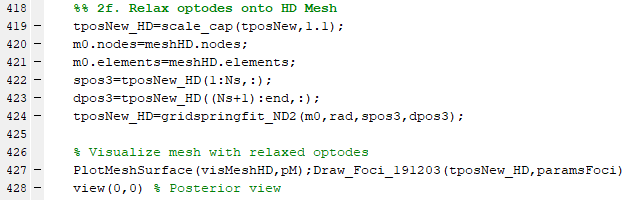 418 %% 2f. Relax optodes onto HD Mesh
419 – tposNew_HD=scale_cap(tposNew,1.1);
420 – m0.nodes=meshHD.nodes;
421 – m0.elements=meshHD.elements;
422 – spos3=tposNew_HD(1:Ns,:);
423 – dpos3=tposNew_HD((Ns+1):end,:);
424 – tposNew_HD=gridspringfit_ND2(m0,rad,spos3,dpos3);
425
426 % Visualize mesh with relaxed optodes
427 – PlotMeshSurface(visMeshHD,pM);Draw_Foci_191203(tposNew_HD,paramsFoci)
428 – view(0,0) % Posterior view